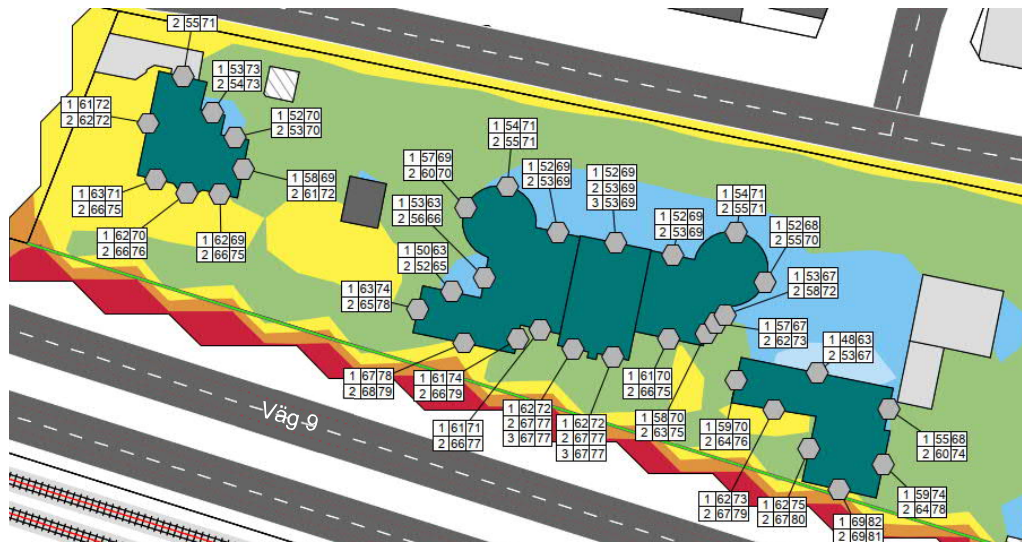 2 55 71
1 53 73
2 54 73
1 61 72
2 62 72
1 52 70
2 53 70
1 58 69
2 61 72
1 63 71
2 66 75
1 62 70
2 66 76
1 62 69
2 66 75
1 54 71
2 55 71
1 57 69
2 60 70
1 52 69
2 53 69
1 52 69
2 53 69
3 53 69
1 53 63
2 56 66
1 50 63
2 52 65
1 52 69
2 53 69
1 54 71
2 55 71
1 52 68
2 55 70
1 63 74
2 65 78
1 53 67
2 58 72
1 57 67
2 62 73
1 48 63
2 53 67
1 67 78
2 68 79
1 61 74
2 66 79
1 61 71
2 66 77
1 62 72
2 67 77
3 67 77
1 62 72
2 67 77
3 67 77
1 61 70
2 66 75
1 58 70
2 63 75
1 59 70
2 64 76
1 55 68
2 60 74
1 59 74
2 64 78
1 62 73
2 67 79
1 62 75
2 67 80
1 69 82
2 69 81
Väg 9